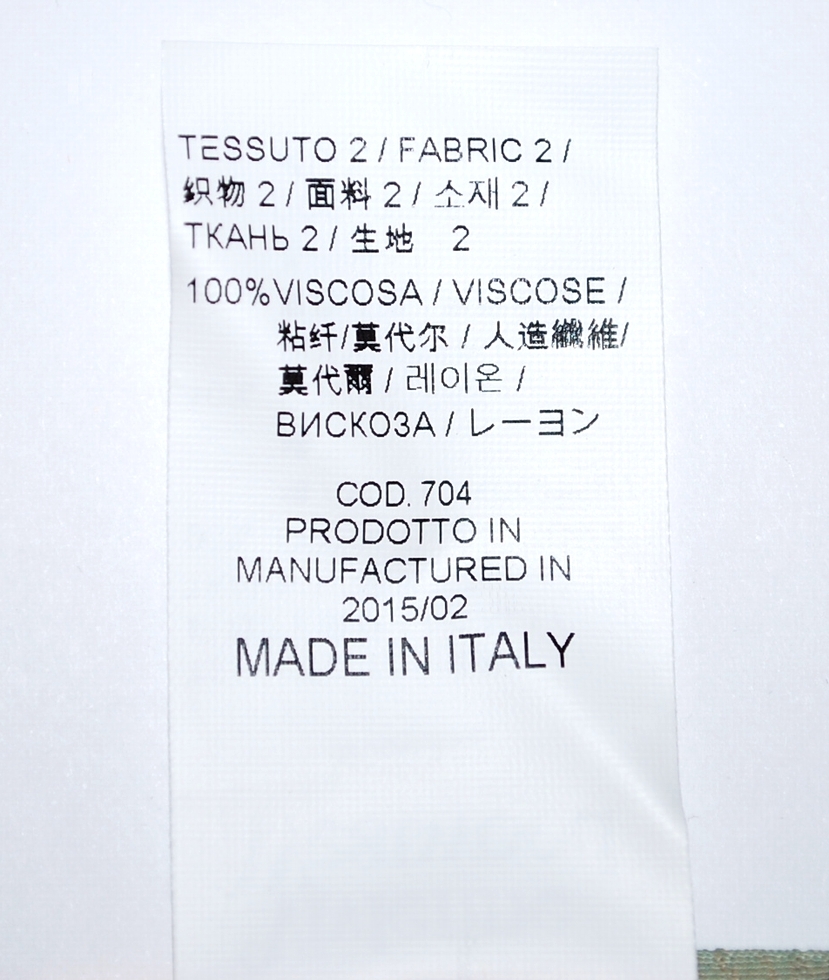 TESSUTO 2 / FABRIC 2 /
织物 2 / 面料 2 / 소재 2 /
ТКАНЬ 2 / 生地 2
100%VISCOSA / VISCOSE /
粘纤/莫代尔 / 人造纖維/
莫代爾 / 레이온 /
ВИСКОЗА / レーヨン
COD. 704
PRODOTTO IN
MANUFACTURED IN
2015/02
MADE IN ITALY